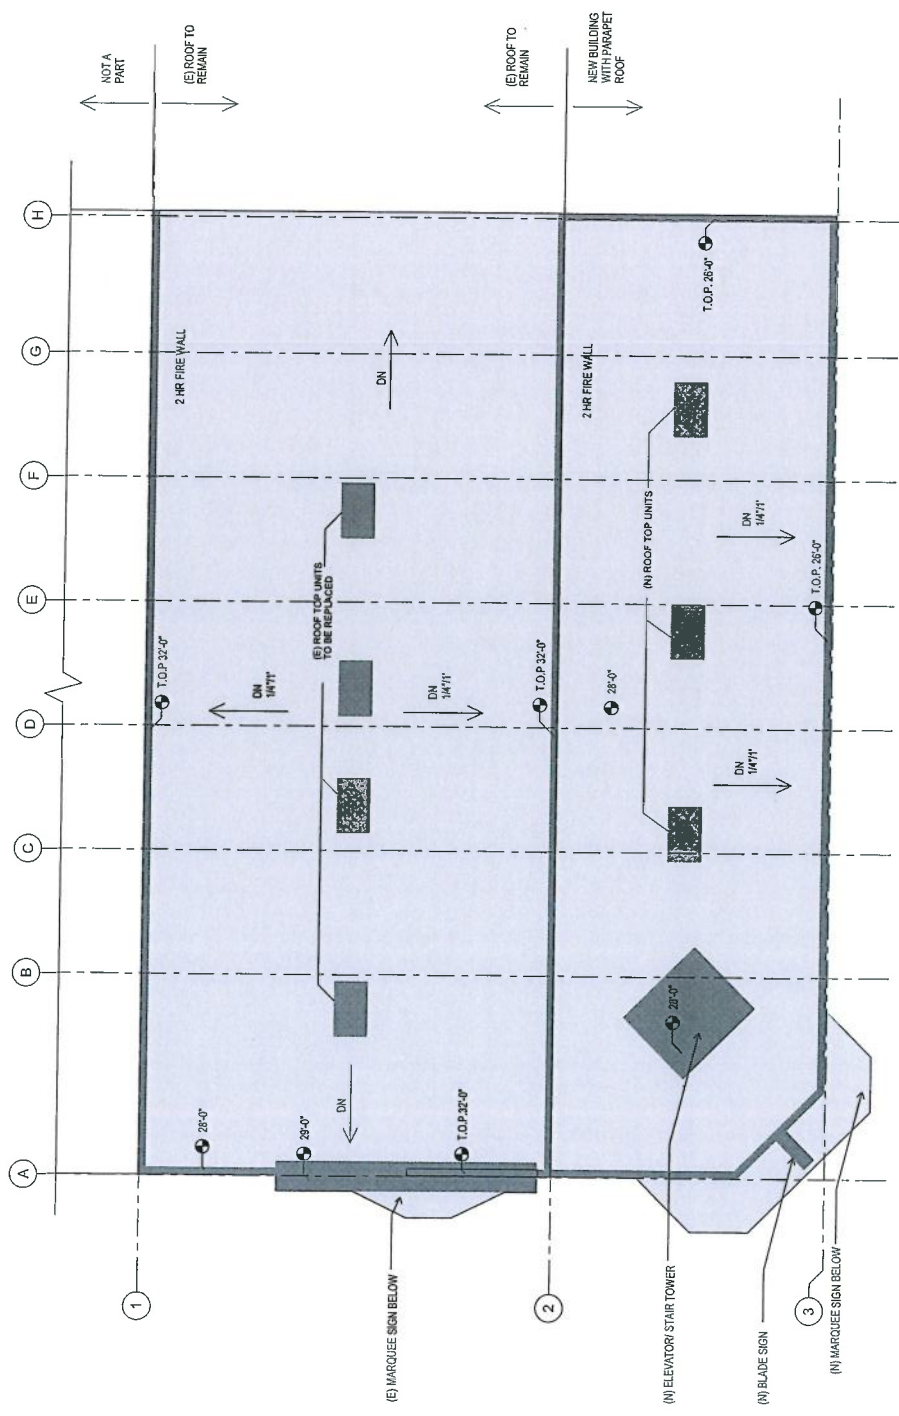 NOT A
PART
(E) ROOF TO
REMAIN
(E) ROOF TO
REMAIN
NEW BUILDING
WITH PARAPET
ROOF
H
G
F
E
D
C
B
A
1
2
3
2 HR FIRE WALL
2 HR FIRE WALL
DN
T.O.P. 26'-0"
(E) ROOF TOP UNITS
TO BE REPLACED
(N) ROOF TOP UNITS
DN
1/4"/1'
T.O.P. 26'-0"
T.O.P 32'-0"
DN
1/4"/1'
DN
1/4"/1'
T.O.P 32'-0"
28'-0"
DN
1/4"/1'
28'-0"
29'-0"
DN
T.O.P. 32'-0"
28'-0"
(E) MARQUEE SIGN BELOW
(N) ELEVATOR/ STAIR TOWER
(N) BLADE SIGN
(N) MARQUEE SIGN BELOW